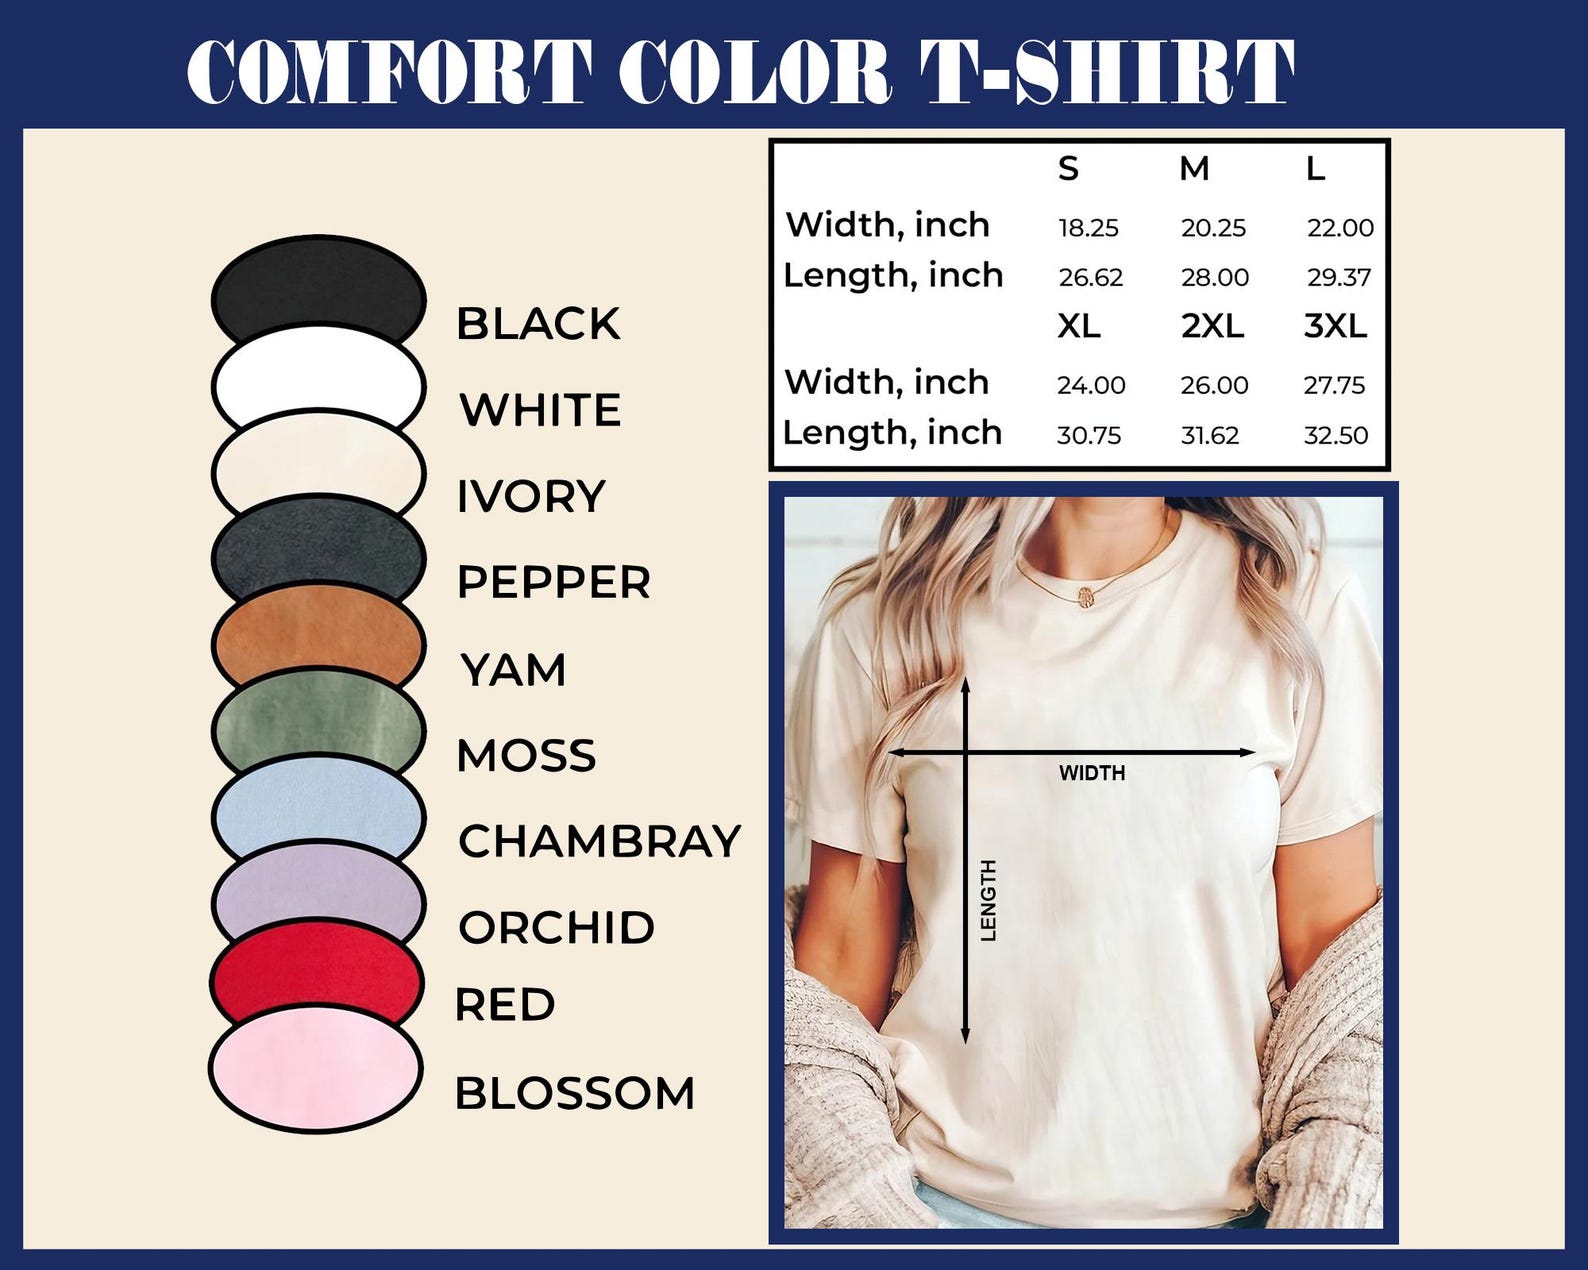 COMFORT COLOR T-SHIRT
BLACK
WHITE
IVORY
PEPPER
YAM
MOSS
CHAMBRAY
ORCHID
RED
BLOSSOM
S M L
Width, inch 18.25 20.25 22.00
Length, inch 26.62 28.00 29.37
XL 2XL 3XL
Width, inch 24.00 26.00 27.75
Length, inch 30.75 31.62 32.50
WIDTH
LENGTH